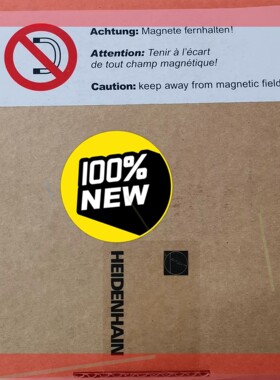 Achtung: Magnete fernhalten!
Attention: Tenir à l'écart
de tout champ magnétique!
Caution: keep away from magnetic field
100%
NEW
HEIDENHAIN